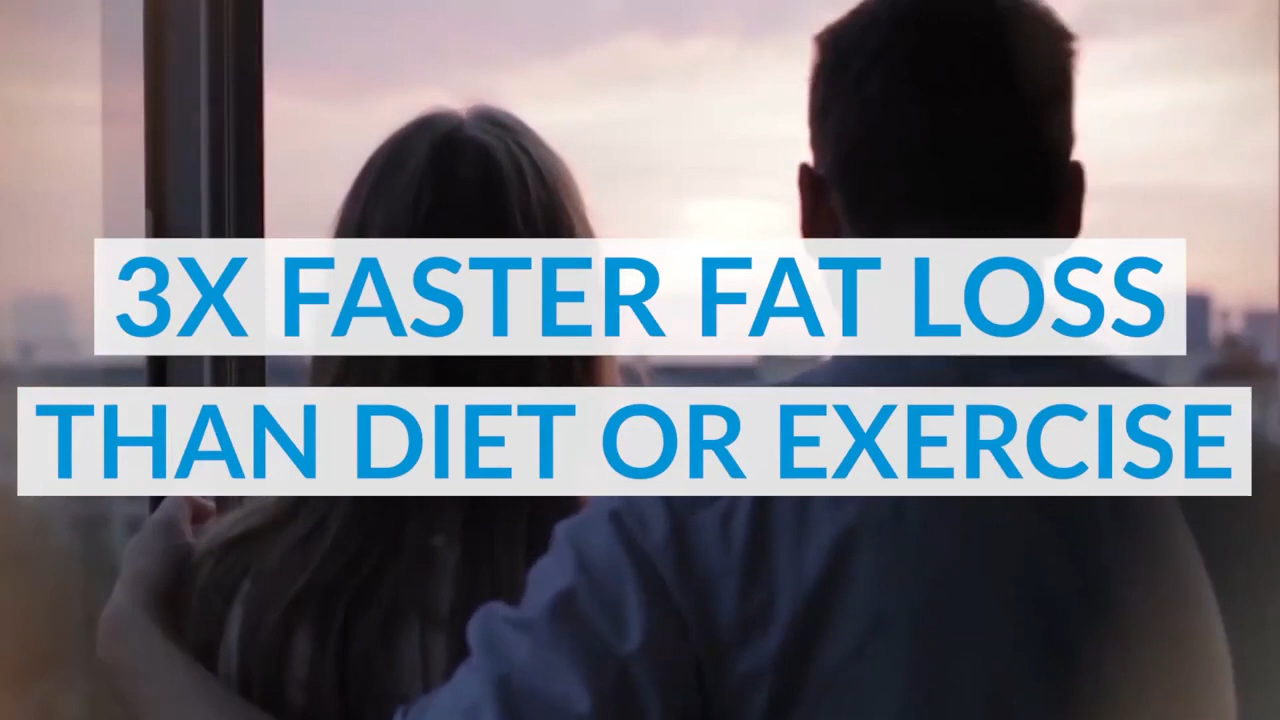 3X FASTER FAT LOSS
THAN DIET OR EXERCISE